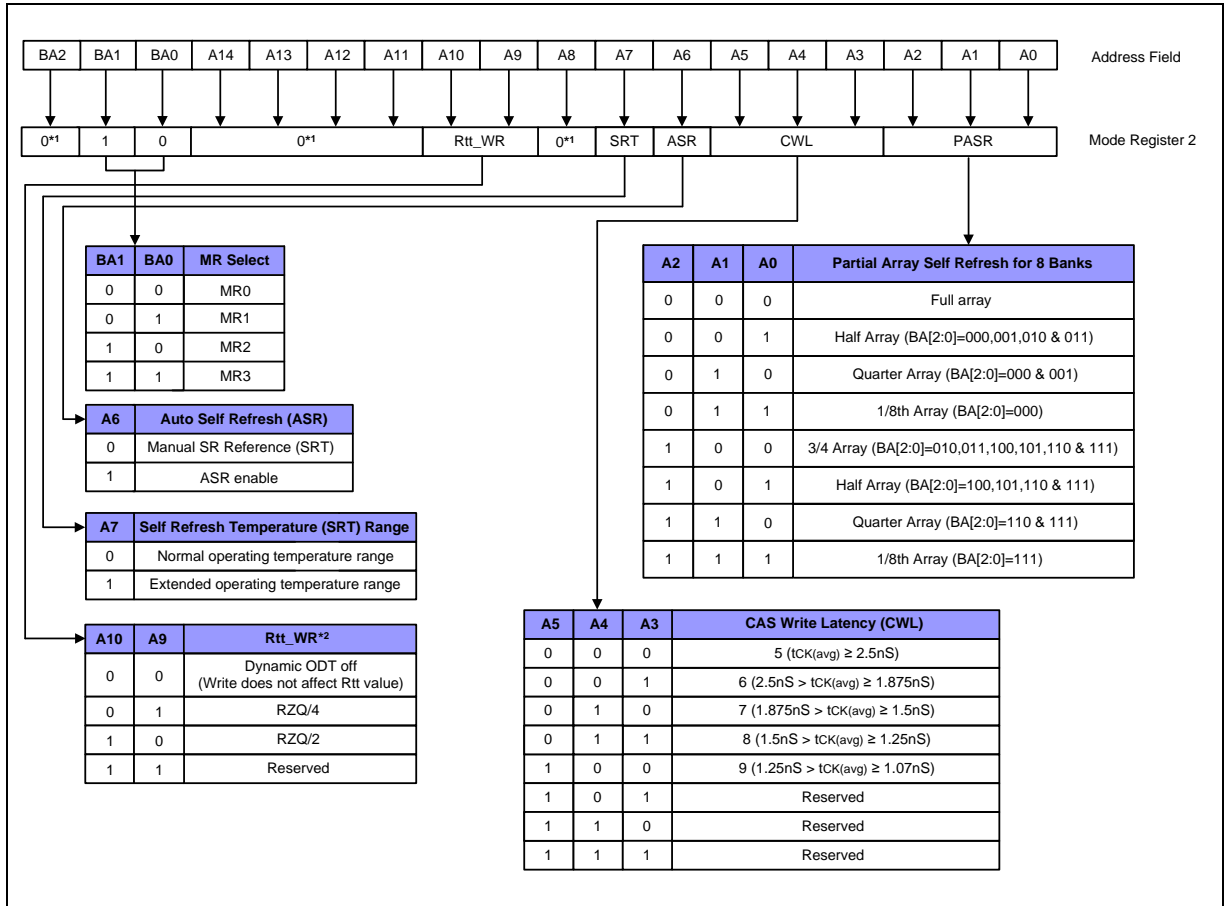 BA2 BA1 BA0 A14 A13 A12 A11 A10 A9 A8 A7 A6 A5 A4 A3 A2 A1 A0 Address Field
0*1 1 0 0*1 Rtt_WR 0*1 SRT ASR CWL PASR Mode Register 2
BA1 BA0 MR Select
0 0 MR0
0 1 MR1
1 0 MR2
1 1 MR3
A6 Auto Self Refresh (ASR)
0 Manual SR Reference (SRT)
1 ASR enable
A7 Self Refresh Temperature (SRT) Range
0 Normal operating temperature range
1 Extended operating temperature range
A10 A9 Rtt_WR*2
0 0 Dynamic ODT off
(Write does not affect Rtt value)
0 1 RZQ/4
1 0 RZQ/2
1 1 Reserved
A2 A1 A0 Partial Array Self Refresh for 8 Banks
0 0 0 Full array
0 0 1 Half Array (BA[2:0]=000,001,010 & 011)
0 1 0 Quarter Array (BA[2:0]=000 & 001)
0 1 1 1/8th Array (BA[2:0]=000)
1 0 0 3/4 Array (BA[2:0]=010,011,100,101,110 & 111)
1 0 1 Half Array (BA[2:0]=100,101,110 & 111)
1 1 0 Quarter Array (BA[2:0]=110 & 111)
1 1 1 1/8th Array (BA[2:0]=111)
A5 A4 A3 CAS Write Latency (CWL)
0 0 0 5 (tCK(avg) ≥ 2.5nS)
0 0 1 6 (2.5nS > tCK(avg) ≥ 1.875nS)
0 1 0 7 (1.875nS > tCK(avg) ≥ 1.5nS)
0 1 1 8 (1.5nS > tCK(avg) ≥ 1.25nS)
1 0 0 9 (1.25nS > tCK(avg) ≥ 1.07nS)
1 0 1 Reserved
1 1 0 Reserved
1 1 1 Reserved